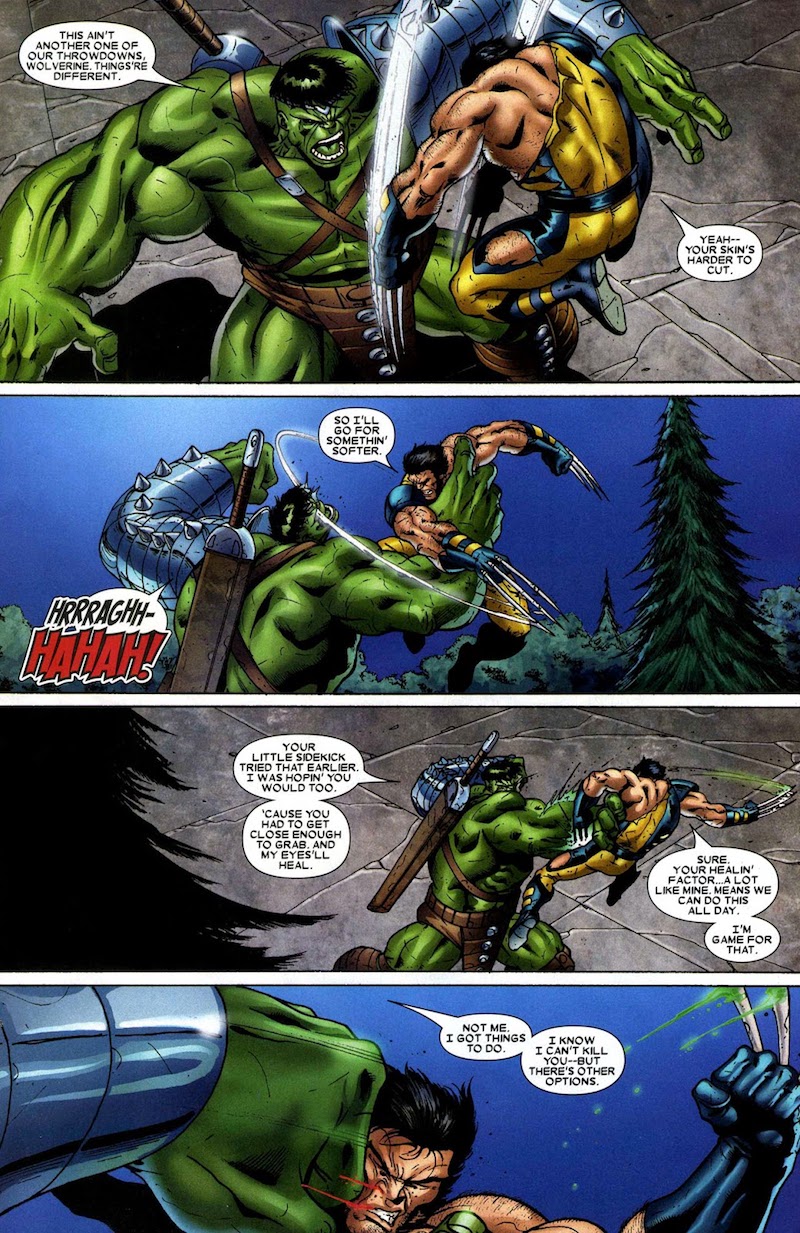 THIS AIN'T
ANOTHER ONE OF
OUR THROWDOWNS,
WOLVERINE. THINGS'RE
DIFFERENT.
YEAH--
YOUR SKIN'S
HARDER TO
CUT.
SO I'LL
GO FOR
SOMETHIN'
SOFTER.
HRRRAGHH-
HAHAH!
YOUR
LITTLE SIDEKICK
TRIED THAT EARLIER.
I WAS HOPIN' YOU
WOULD TOO.
'CAUSE YOU
HAD TO GET
CLOSE ENOUGH
TO GRAB. AND
MY EYES'LL
HEAL.
SURE.
YOUR HEALIN'
FACTOR...A LOT
LIKE MINE. MEANS WE
CAN DO THIS
ALL DAY.
I'M
GAME FOR
THAT.
NOT ME.
I GOT THINGS
TO DO.
I KNOW
I CAN'T KILL
YOU--BUT
THERE'S OTHER
OPTIONS.